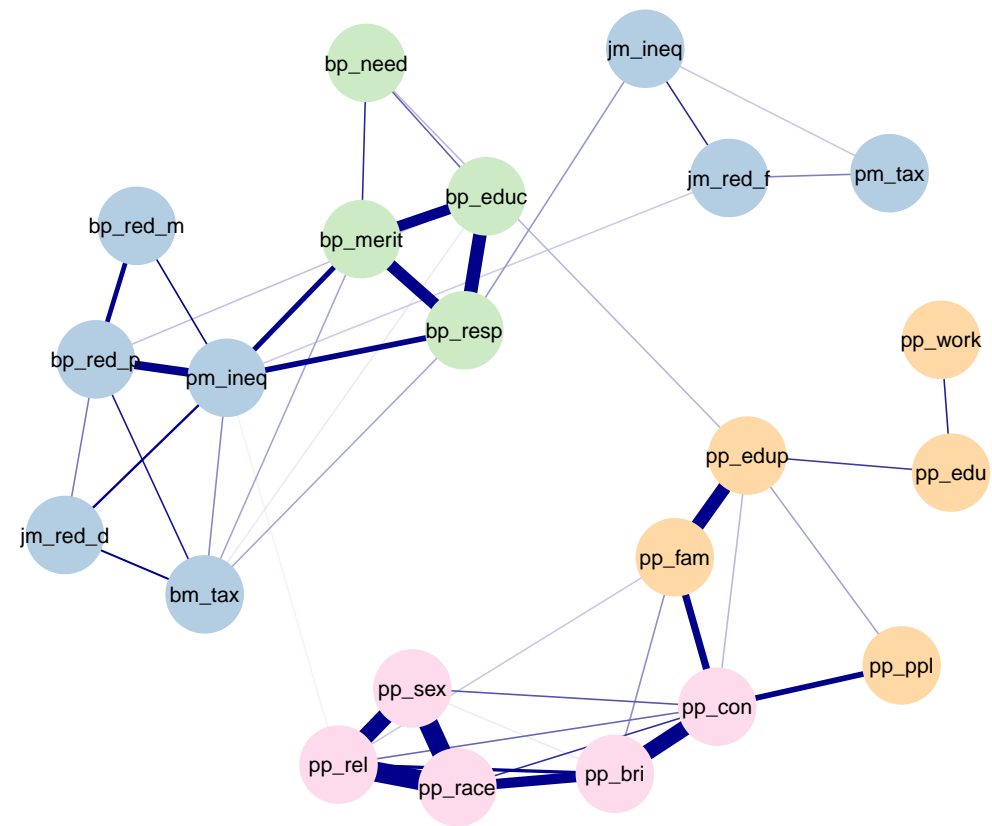 jm_ineq
bp_need
jm_red_f
pm_tax
bp_educ
bp_red_m
bp_merit
bp_resp
pp_work
bp_red_p
pm_ineq
pp_edup
pp_edu
jm_red_d
pp_fam
bm_tax
pp_ppl
pp_sex
pp_con
pp_rel
pp_bri
pp_race